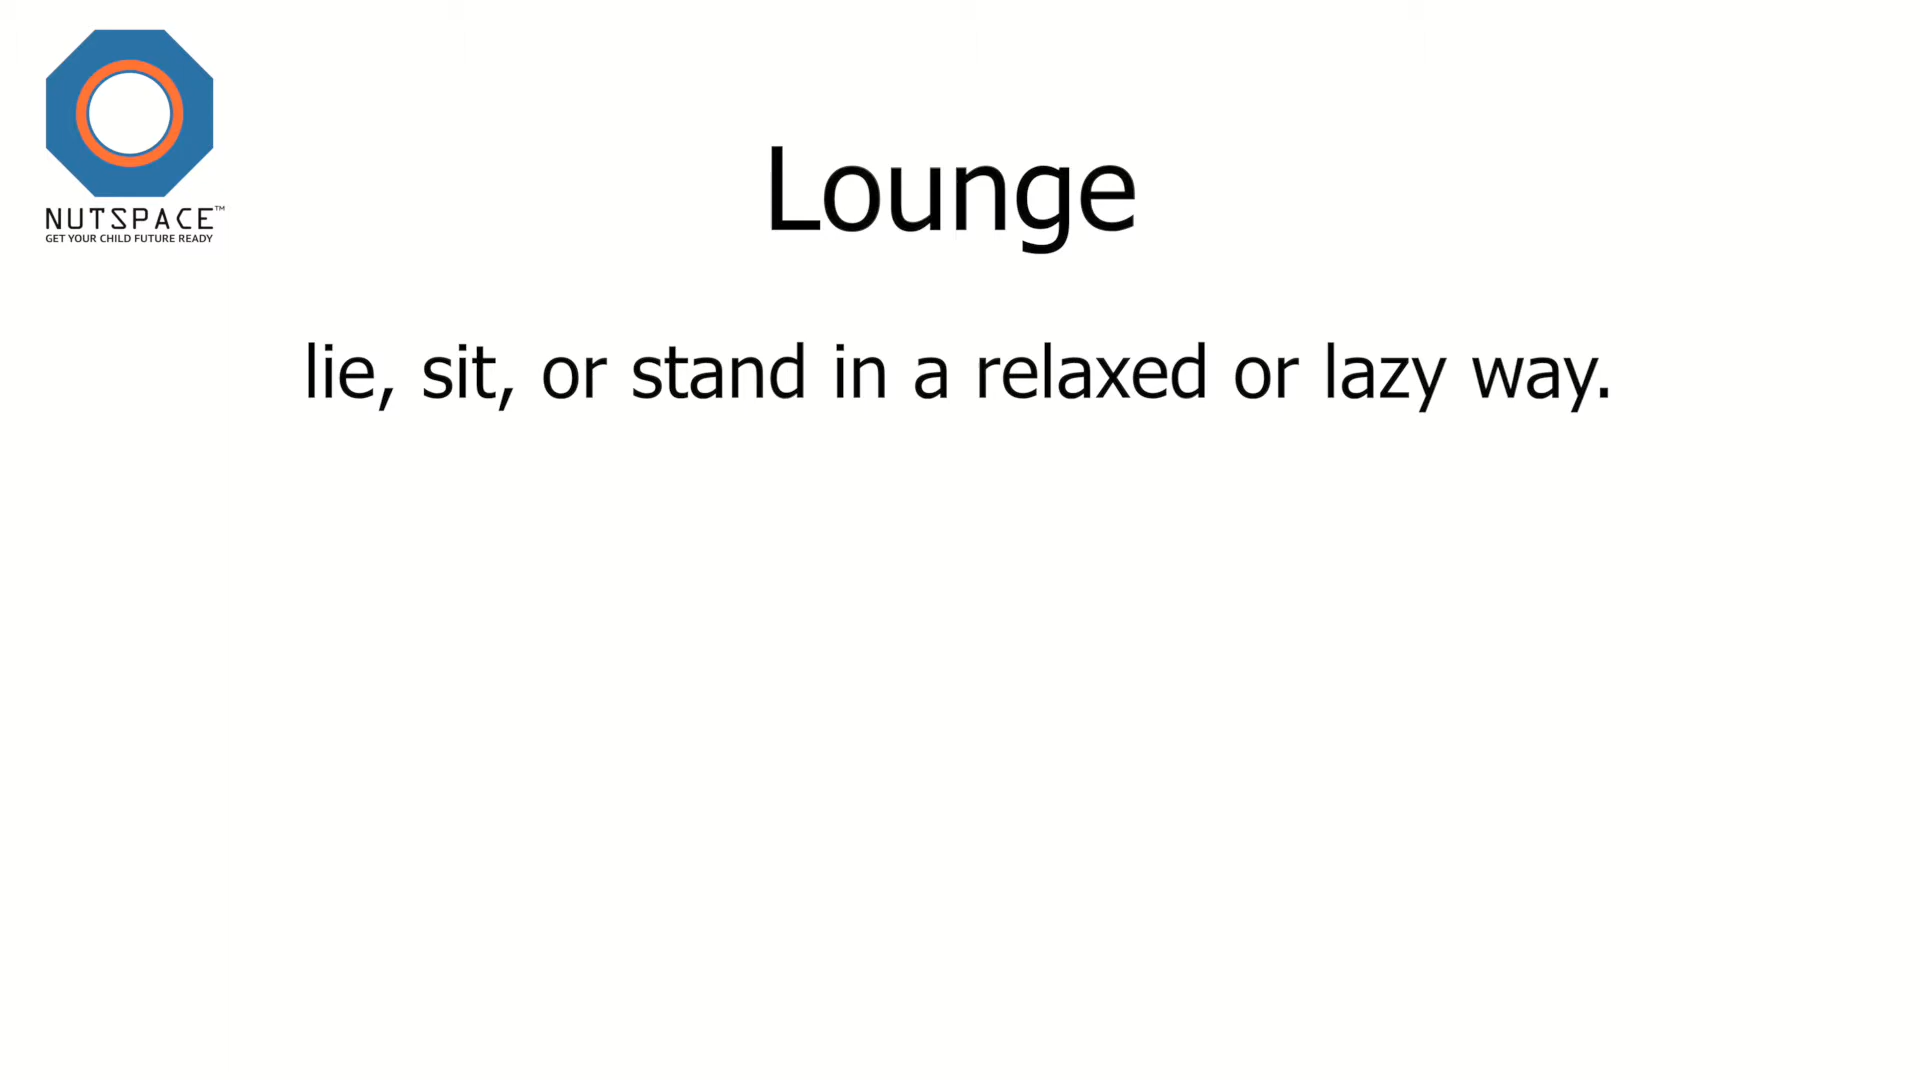 NUTSPACE™
GET YOUR CHILD FUTURE READY
Lounge
lie, sit, or stand in a relaxed or lazy way.